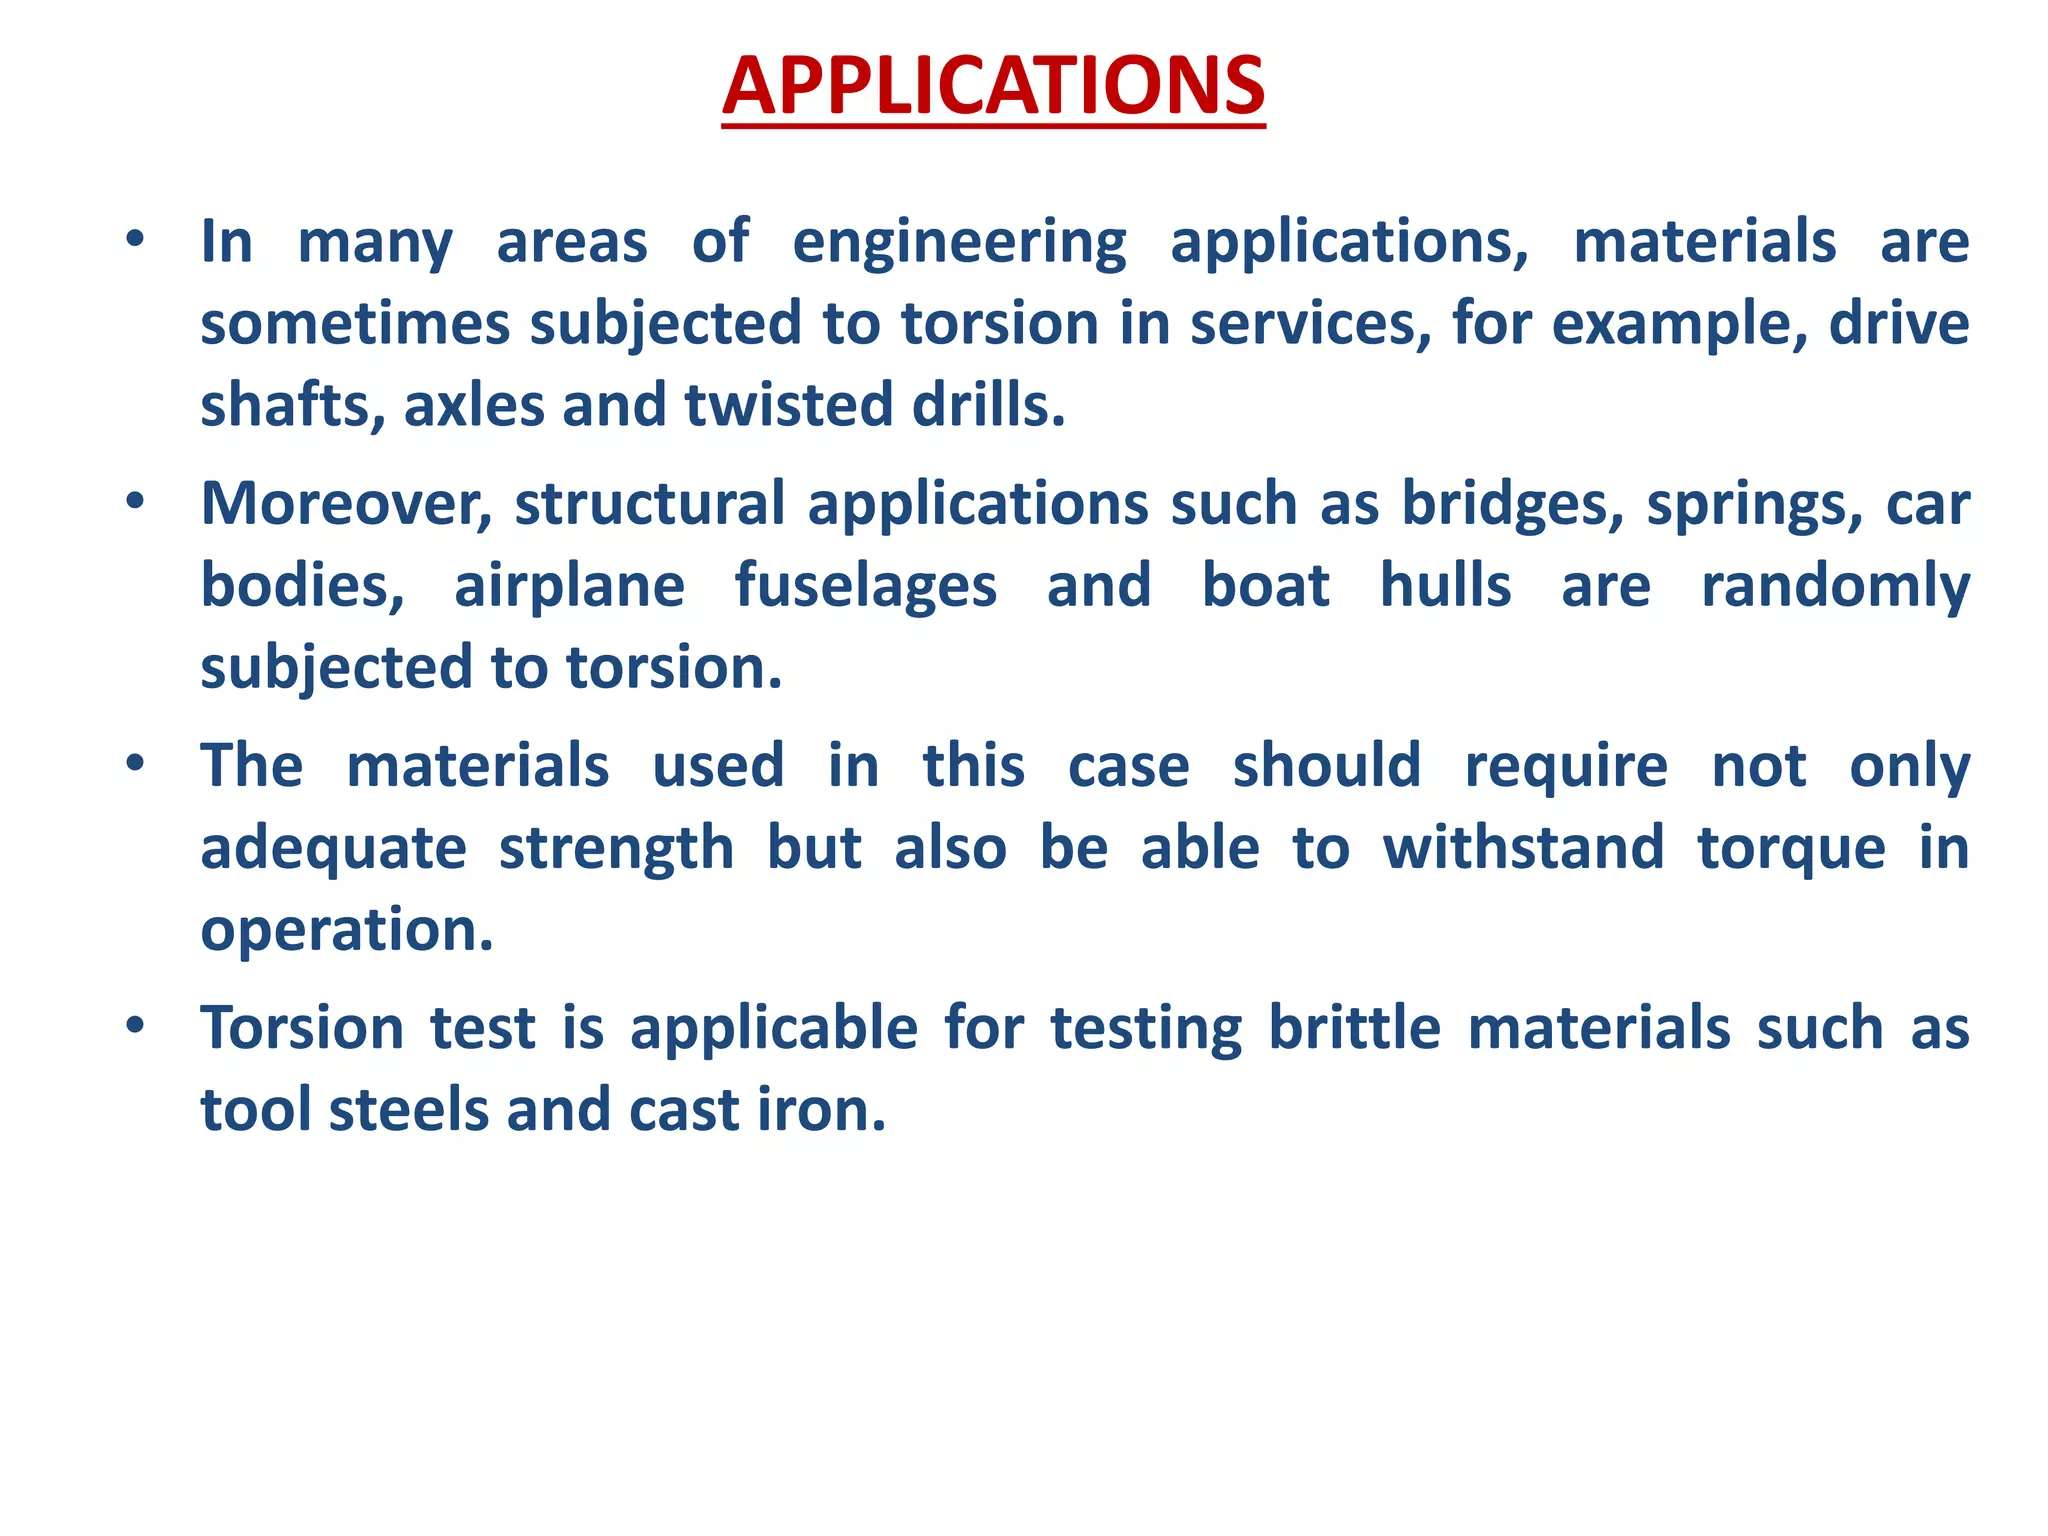 APPLICATIONS
• In many areas of engineering applications, materials are
sometimes subjected to torsion in services, for example, drive
shafts, axles and twisted drills.
• Moreover, structural applications such as bridges, springs, car
bodies, airplane fuselages and boat hulls are randomly
subjected to torsion.
• The materials used in this case should require not only
adequate strength but also be able to withstand torque in
operation.
• Torsion test is applicable for testing brittle materials such as
tool steels and cast iron.